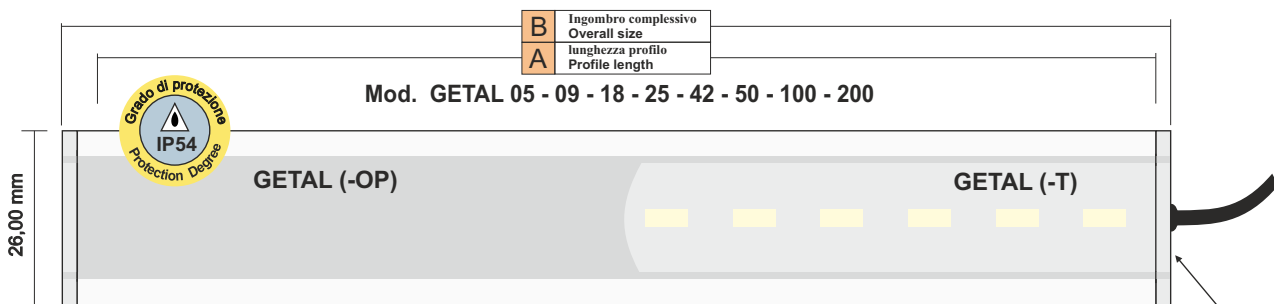 B Ingombro complessivo
Overall size
A lunghezza profilo
Profile length
Mod. GETAL 05 - 09 - 18 - 25 - 42 - 50 - 100 - 200
Grado di protezione
IP54
Protection Degree
GETAL (-OP)
GETAL (-T)
26,00 mm